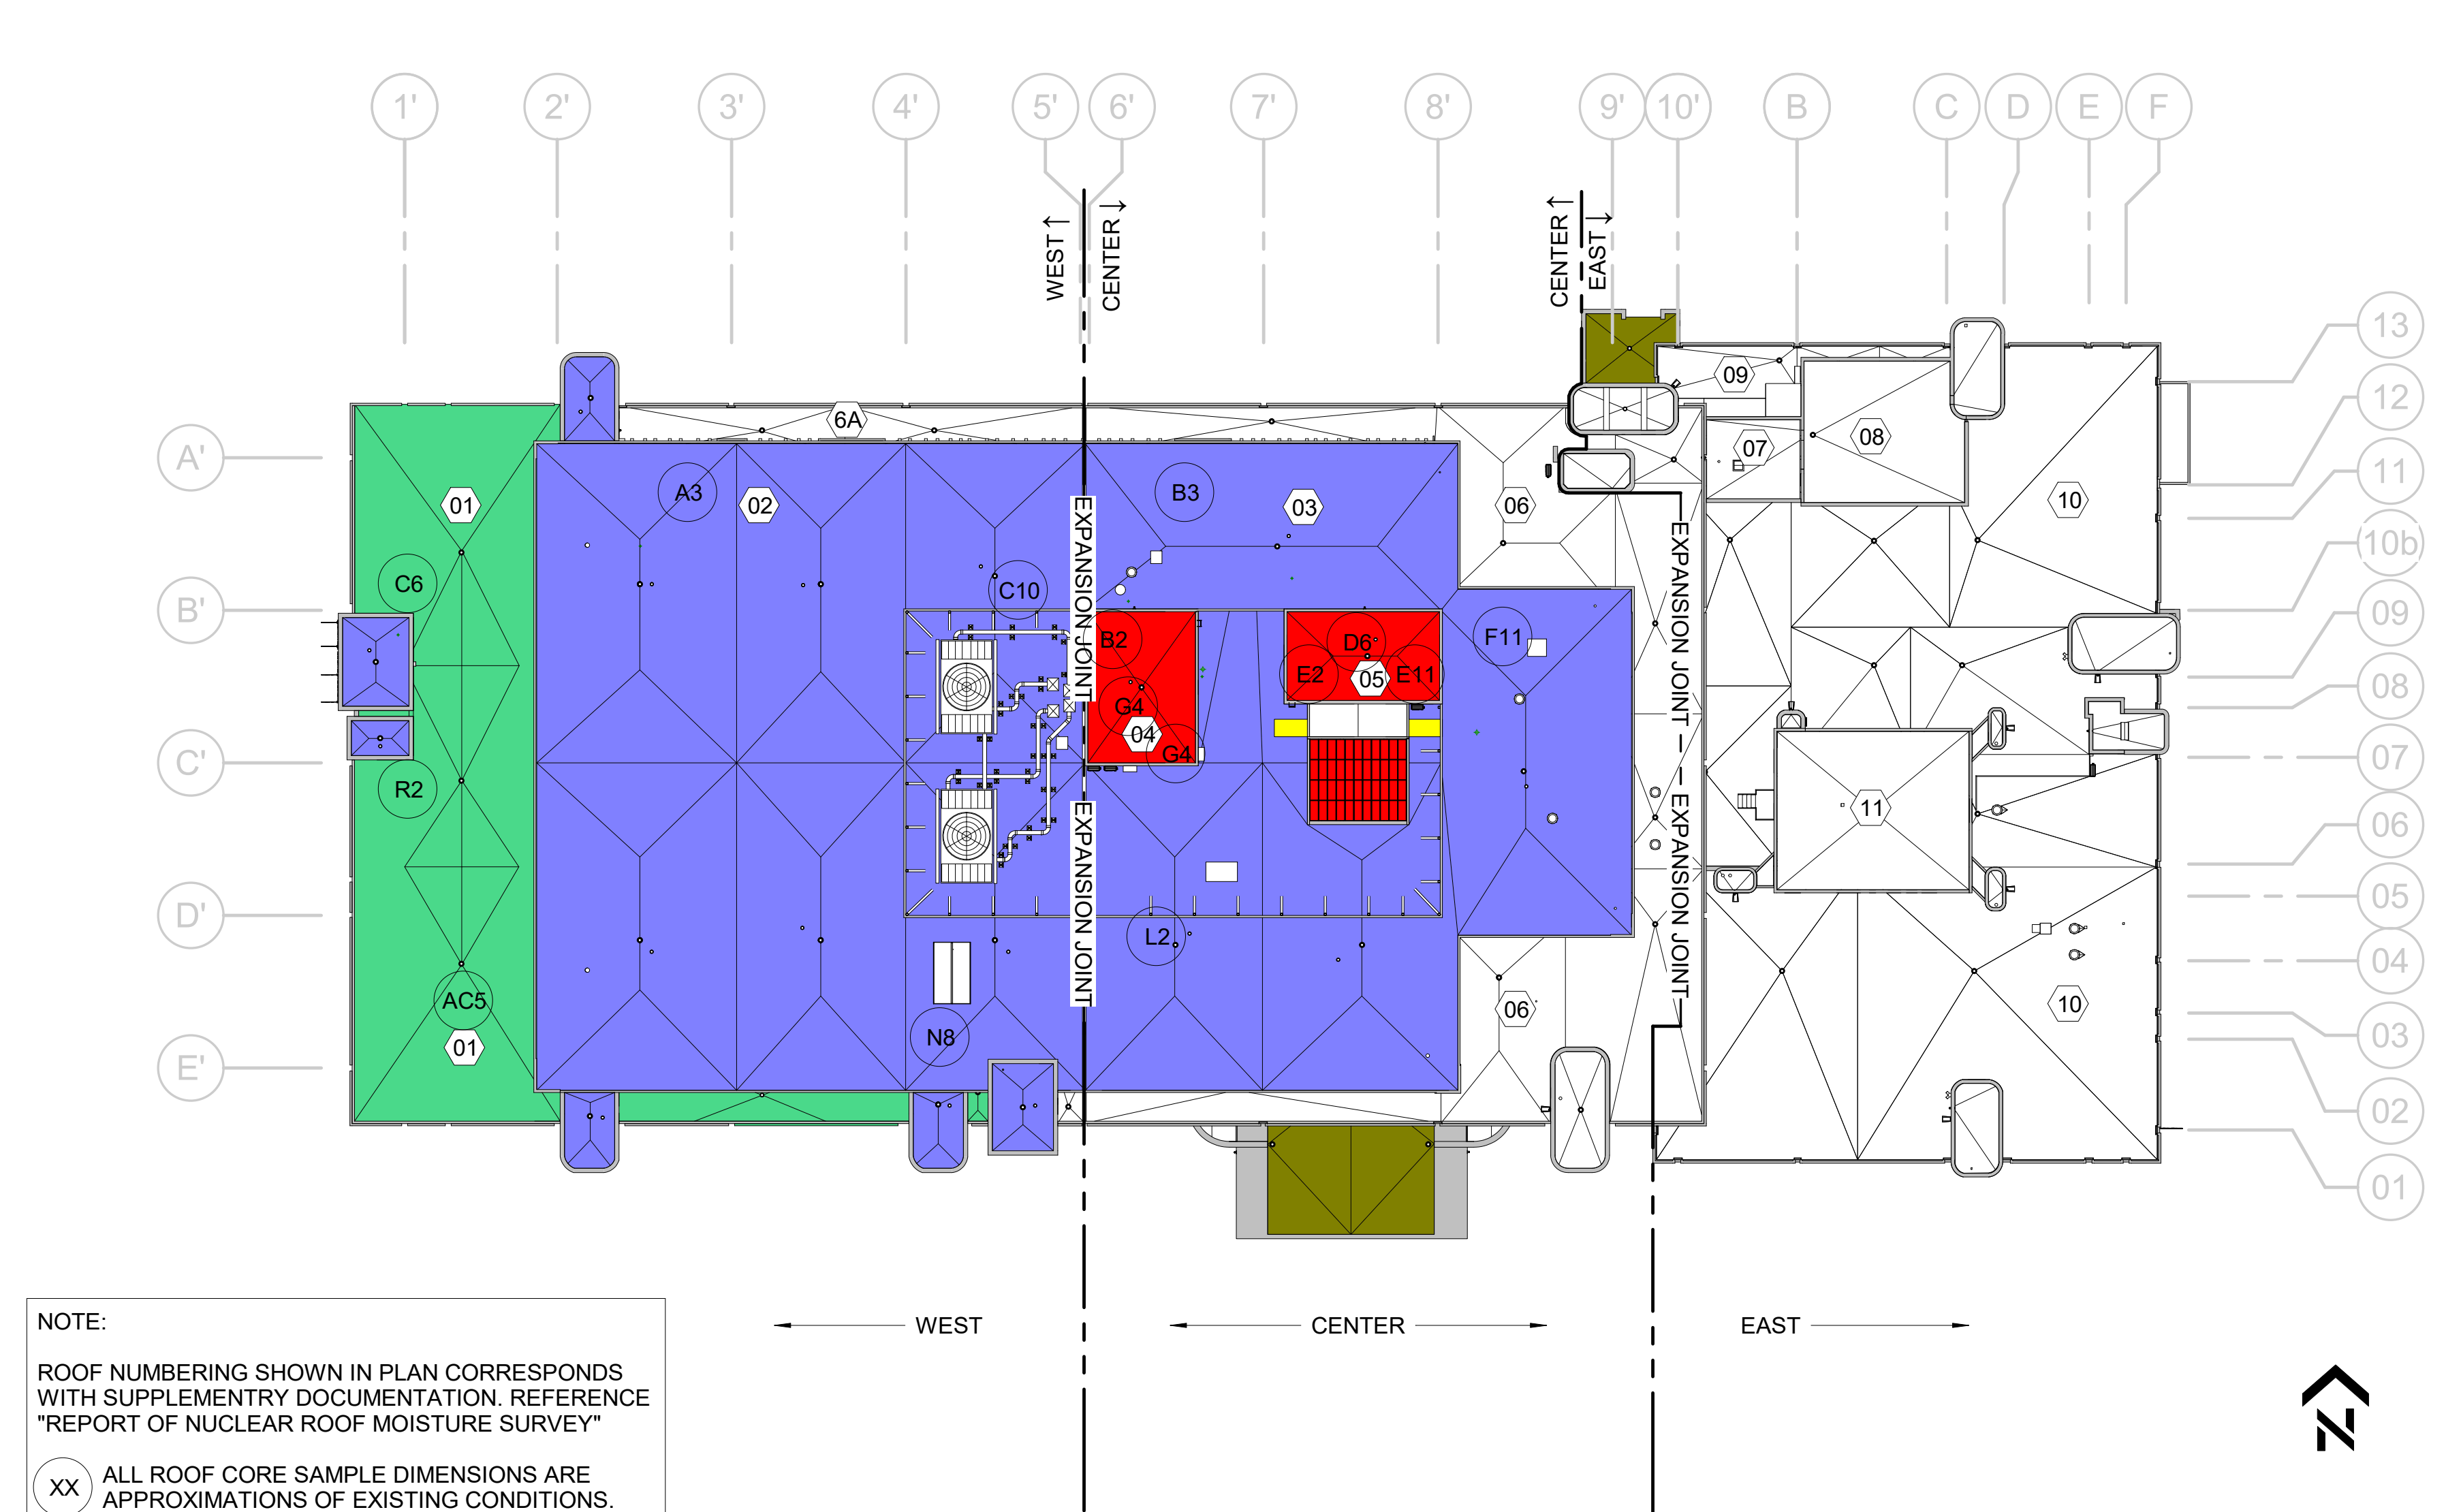 1' 2' 3' 4' 5' 6' 7' 8' 9' 10' B C D E F
WEST
CENTER
CENTER
EAST
13
12
11
10b
09
08
07
06
05
04
03
02
01
A'
B'
C'
D'
E'
6A
09
07
08
10
01
A3
02
B3
03
06
EXPANSION JOINT
EXPANSION JOINT — EXPANSION JOINT
C6
C10
B2
D6
F11
E2
05
E11
G4
04
G4
R2
11
EXPANSION JOINT
L2
AC5
01
N8
06
10
WEST
CENTER
EAST
NOTE:
ROOF NUMBERING SHOWN IN PLAN CORRESPONDS
WITH SUPPLEMENTRY DOCUMENTATION. REFERENCE
"REPORT OF NUCLEAR ROOF MOISTURE SURVEY"
XX ALL ROOF CORE SAMPLE DIMENSIONS ARE
APPROXIMATIONS OF EXISTING CONDITIONS.
N